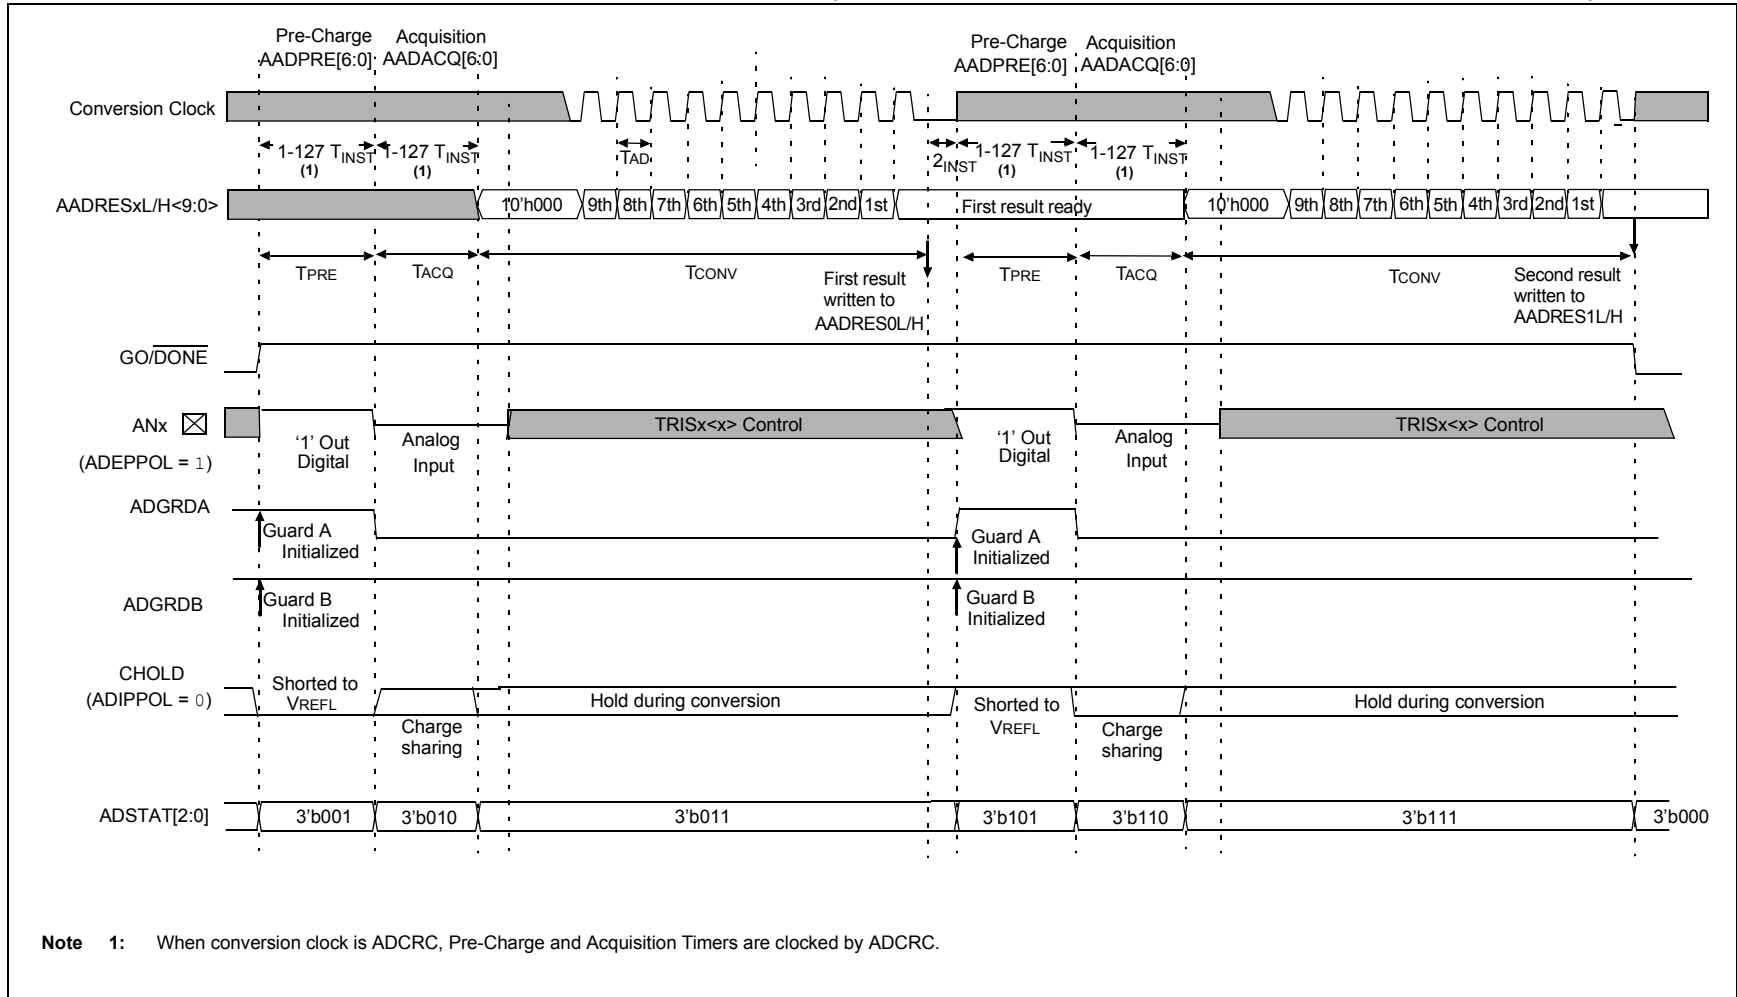 Pre-Charge Acquisition Pre-Charge Acquisition
AADPRE[6:0] AADACQ[6:0] AADPRE[6:0] AADACQ[6:0]
Conversion Clock
1-127 TINST 1-127 TINST TAD 2INST 1-127 TINST 1-127 TINST
(1) (1) (1) (1)
AADRESxL/H<9:0> 10'h000 9th 8th 7th 6th 5th 4th 3rd 2nd 1st First result ready 10'h000 9th 8th 7th 6th 5th 4th 3rd 2nd 1st
TPRE TACQ TCONV TPRE TACQ TCONV
First result
written to
AADRES0L/H
Second result
written to
AADRES1L/H
GO/DONE
ANx
(ADEPPOL = 1)
'1' Out
Digital
Analog
Input
TRISx<x> Control
'1' Out
Digital
Analog
Input
TRISx<x> Control
ADGRDA
Guard A
Initialized
Guard A
Initialized
ADGRDB
Guard B
Initialized
Guard B
Initialized
CHOLD
(ADIPPOL = 0)
Shorted to
VREFL
Charge
sharing
Hold during conversion
Shorted to
VREFL
Charge
sharing
Hold during conversion
ADSTAT[2:0] 3'b001 3'b010 3'b011 3'b101 3'b110 3'b111 3'b000
Note 1: When conversion clock is ADCRC, Pre-Charge and Acquisition Timers are clocked by ADCRC.